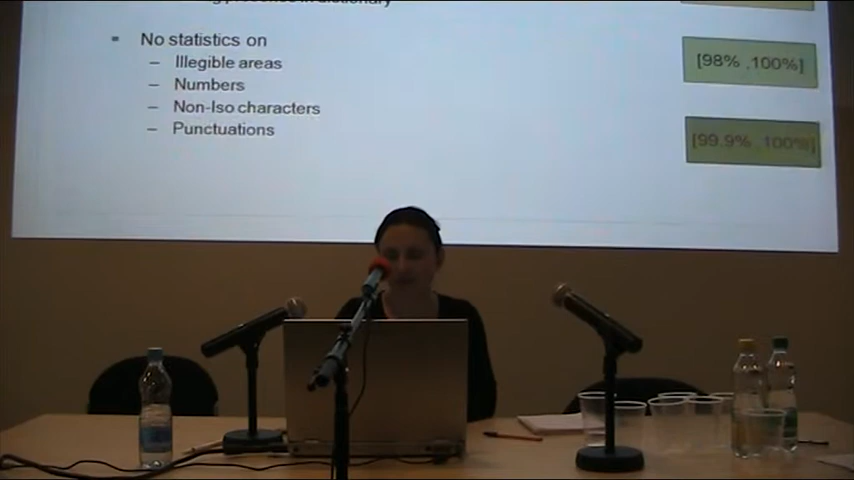 No statistics on
– Illegible areas
– Numbers
– Non-Iso characters
– Punctuations
[98% ,100%]
[99.9% ,100%]